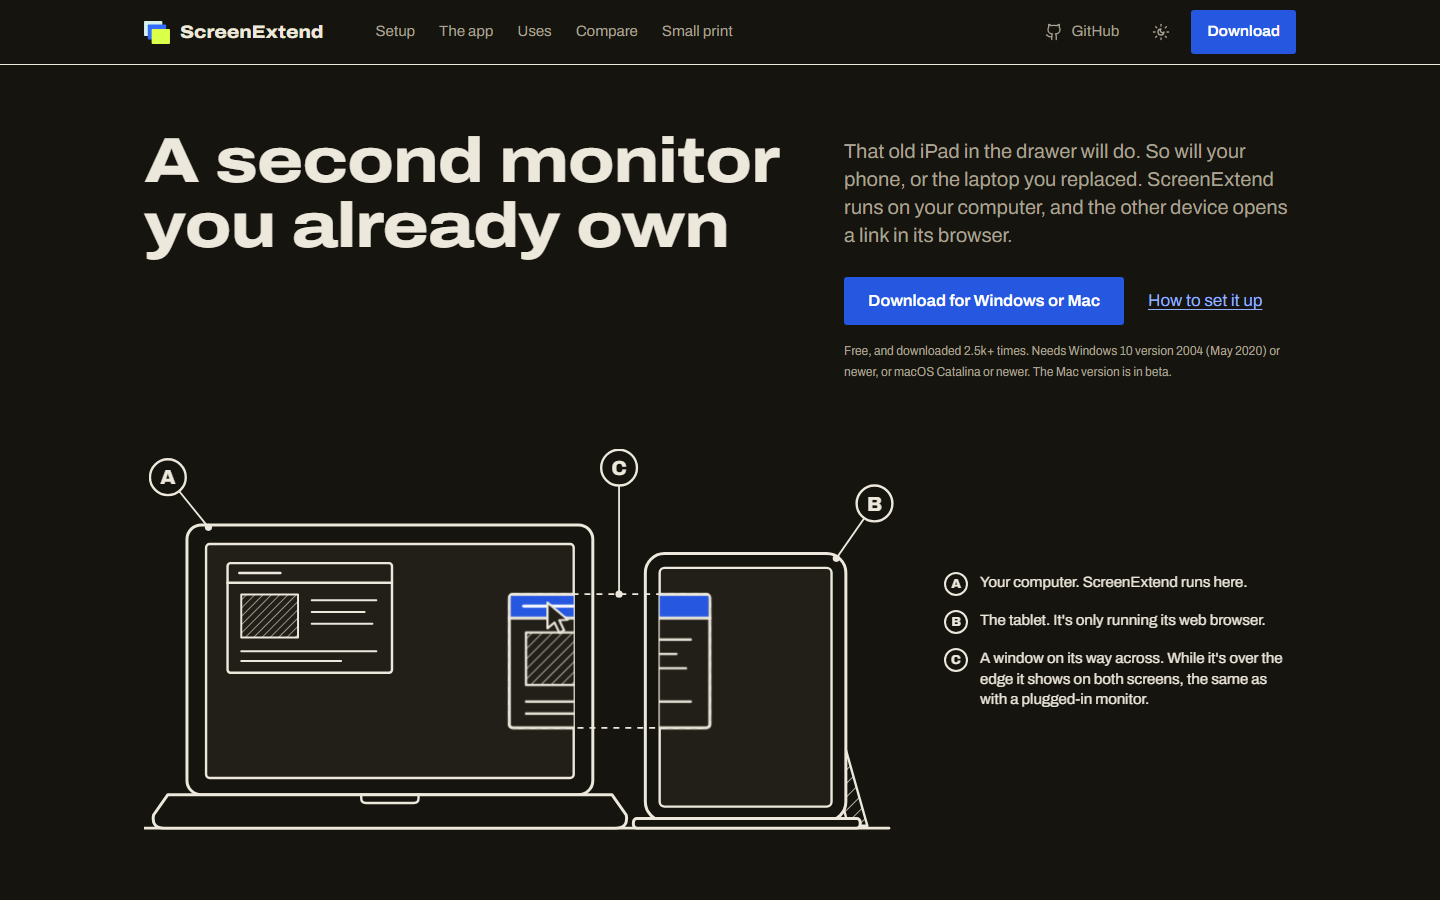 ScreenExtend
Setup
The app
Uses
Compare
Small print
GitHub
Download
A second monitor
you already own
That old iPad in the drawer will do. So will your
phone, or the laptop you replaced. ScreenExtend
runs on your computer, and the other device opens
a link in its browser.
Download for Windows or Mac
How to set it up
Free, and downloaded 2.5k+ times. Needs Windows 10 version 2004 (May 2020) or
newer, or macOS Catalina or newer. The Mac version is in beta.
A
C
B
A Your computer. ScreenExtend runs here.
B The tablet. It's only running its web browser.
C A window on its way across. While it's over the
edge it shows on both screens, the same as
with a plugged-in monitor.